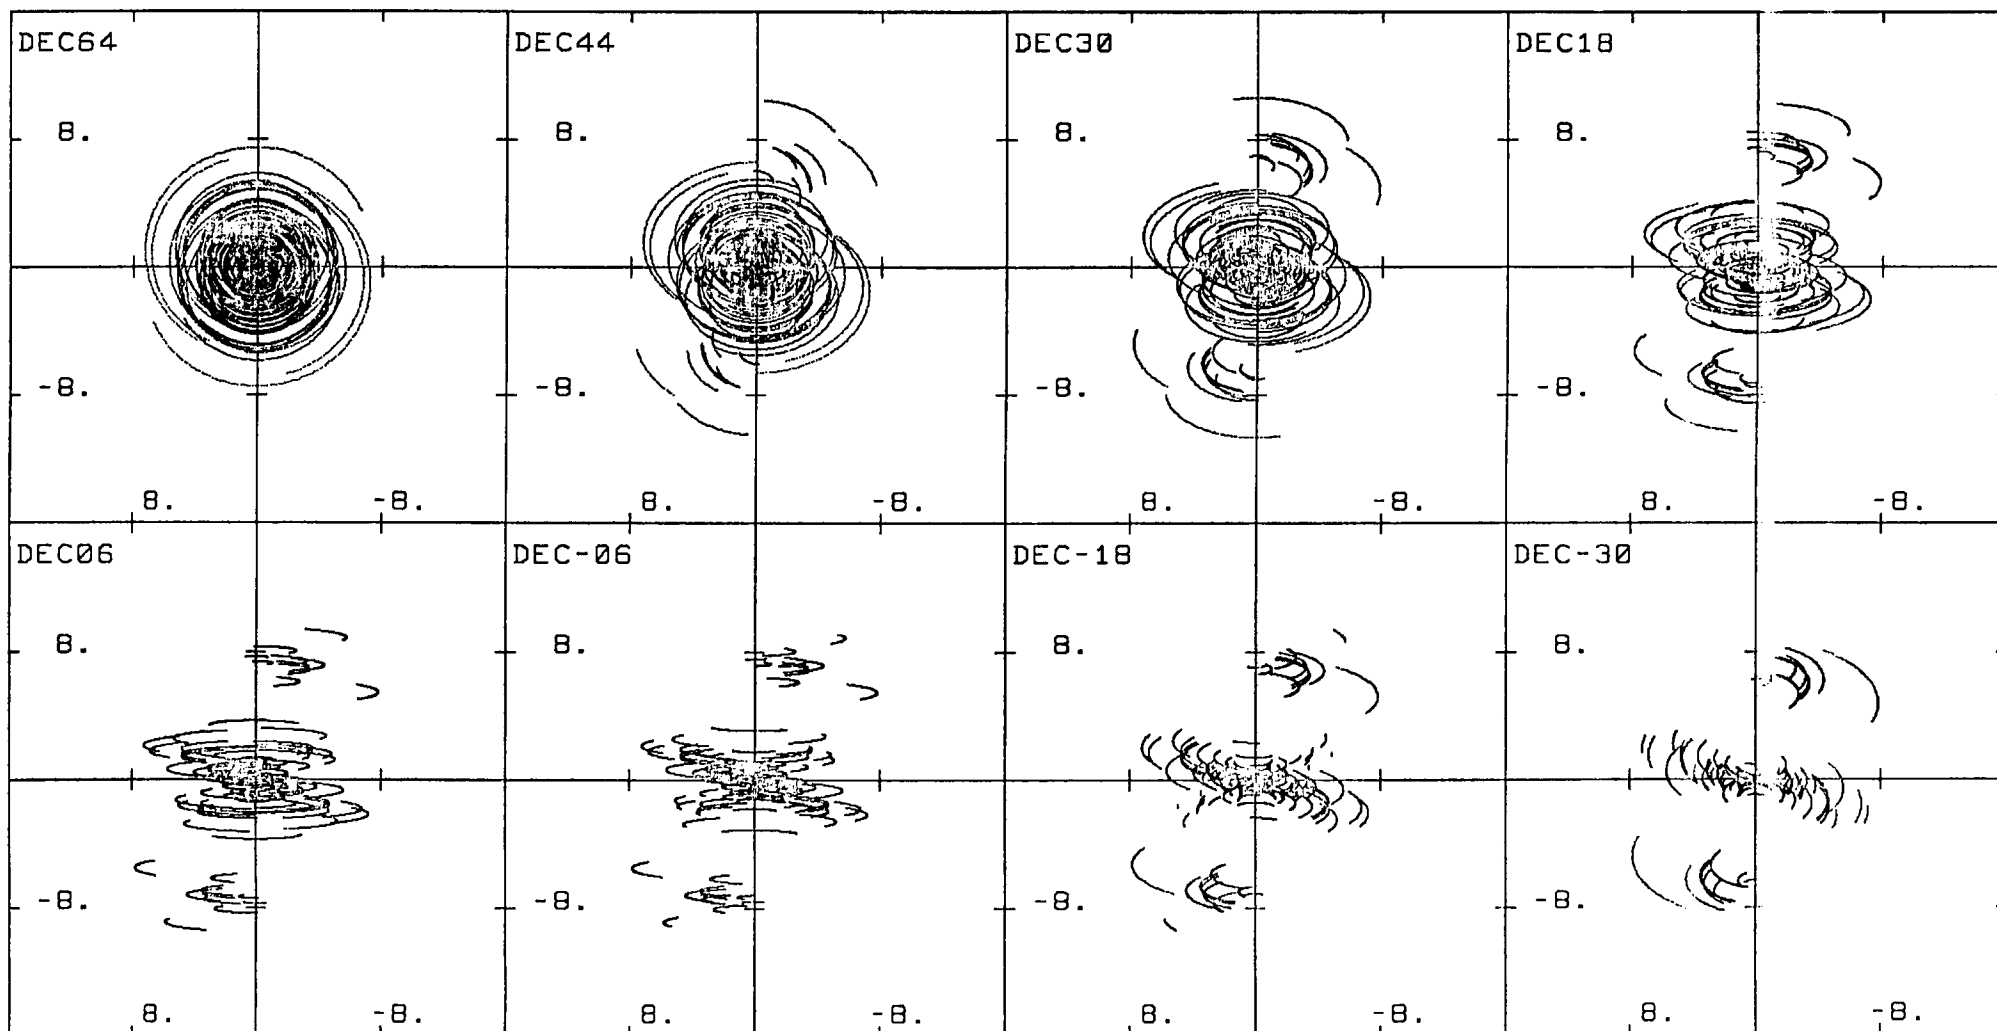 DEC64 DEC44 DEC30 DEC18
8. 8. 8. 8.
-8. -8. -8. -8.
8. -8. 8. -8. 8. -8. 8. -8.
DEC06 DEC-06 DEC-18 DEC-30
8. 8. 8. 8.
-8. -8. -8. -8.
8. -8. 8. -8. 8. -8. 8. -8.